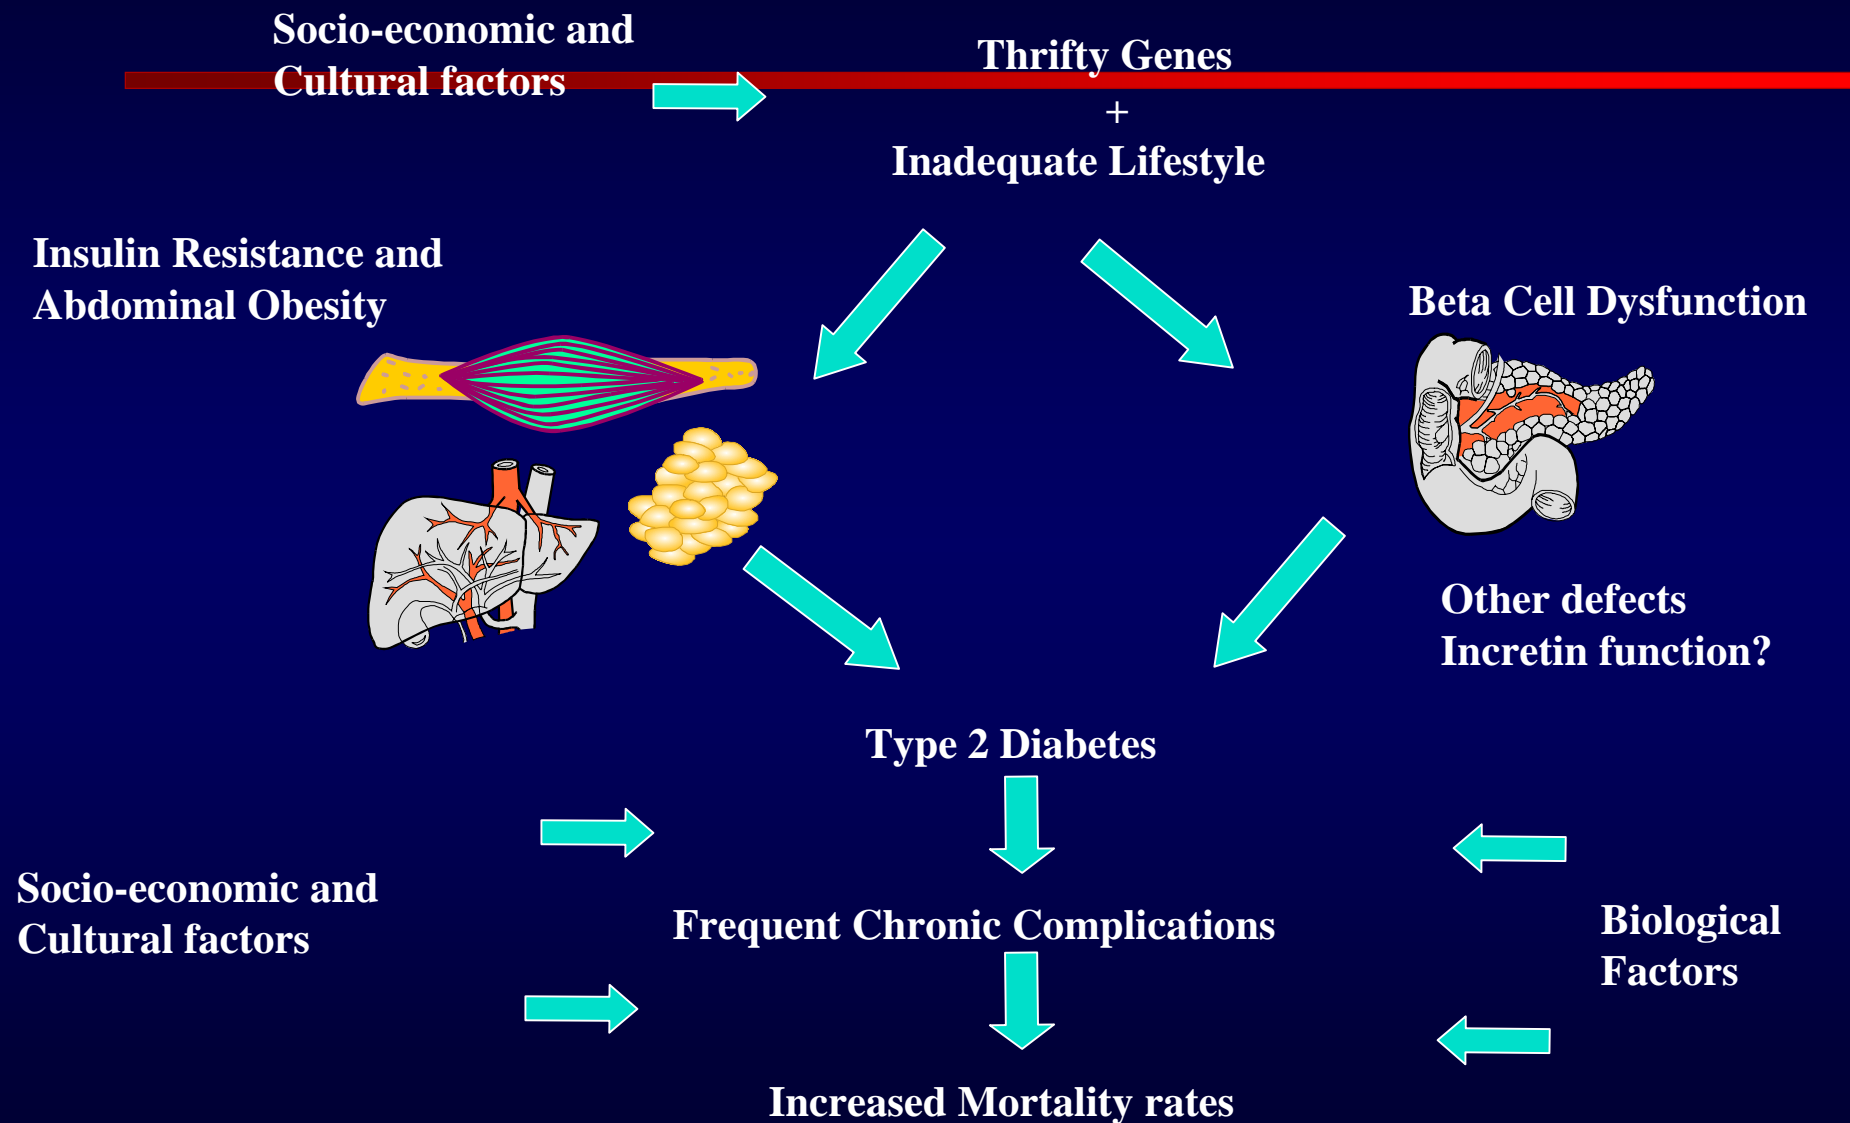 Socio-economic and
Cultural factors
Thrifty Genes
+
Inadequate Lifestyle
Insulin Resistance and
Abdominal Obesity
Beta Cell Dysfunction
Other defects
Incretin function?
Type 2 Diabetes
Socio-economic and
Cultural factors
Frequent Chronic Complications
Biological
Factors
Increased Mortality rates